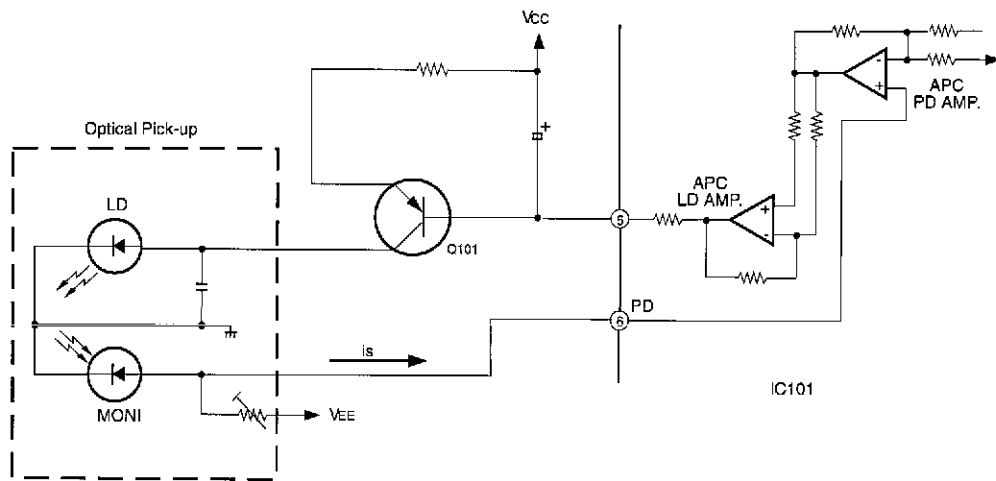 Vcc
APC
PD AMP.
Optical Pick-up
LD
APC
LD AMP.
Q101
5
PD
6
is
IC101
MONI
VEE